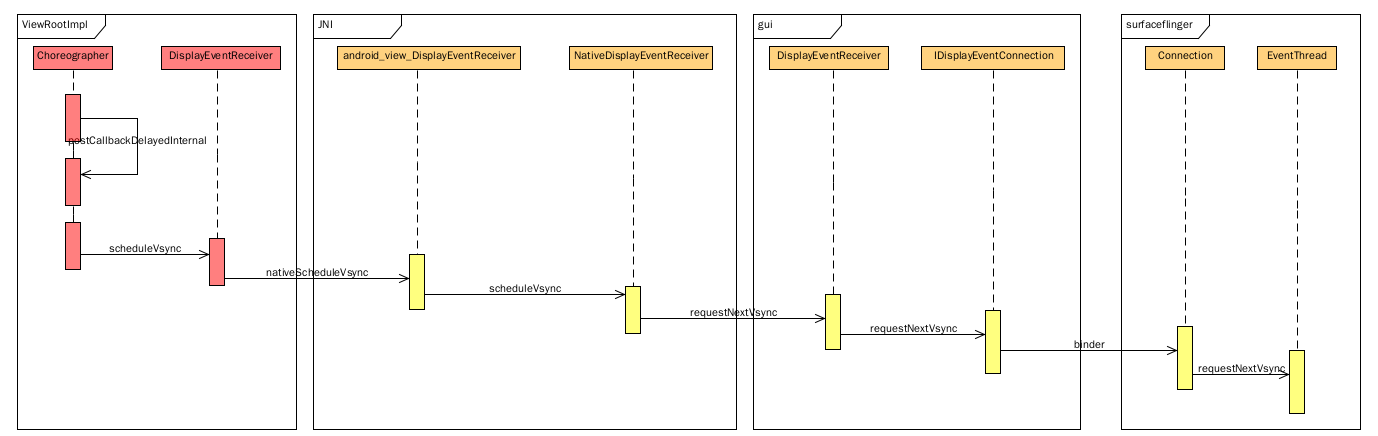 ViewRootImpl
JNI
gui
surfaceflinger
Choreographer
DisplayEventReceiver
android_view_DisplayEventReceiver
NativeDisplayEventReceiver
DisplayEventReceiver
IDisplayEventConnection
Connection
EventThread
postCallbackDelayedInternal
scheduleVsync
nativeScheduleVsync
scheduleVsync
requestNextVsync
requestNextVsync
binder
requestNextVsync